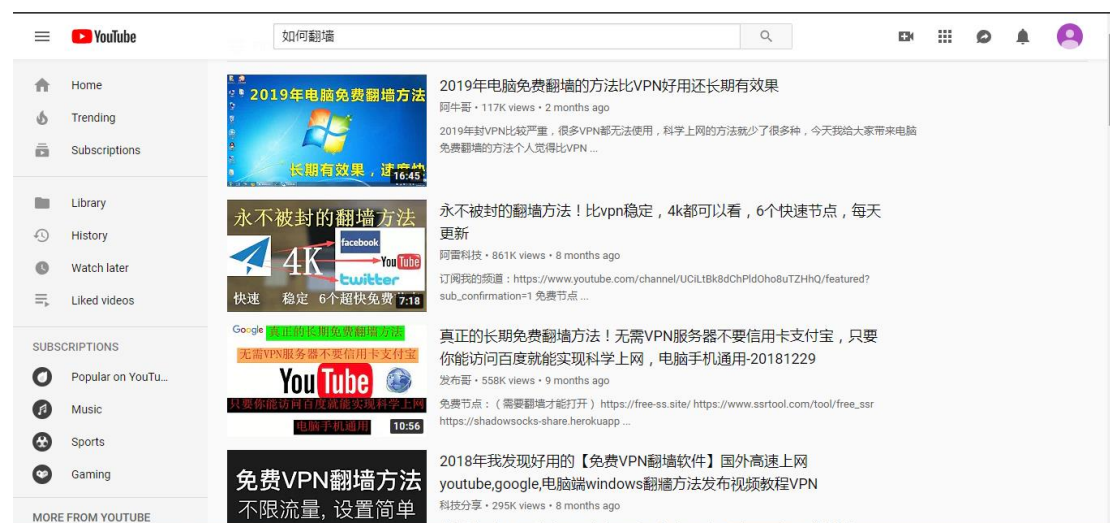 YouTube
如何翻墙
Home
Trending
Subscriptions
Library
History
Watch later
Liked videos
SUBSCRIPTIONS
Popular on YouTu...
Music
Sports
Gaming
MORE FROM YOUTUBE
2019年电脑免费翻墙方法
长期有效果，速度快
16:45
2019年电脑免费翻墙的方法比VPN好用还长期有效果
阿牛哥 • 117K views • 2 months ago
2019年封VPN比较严重，很多VPN都无法使用，科学上网的方法就少了很多种，今天我给大家带来电脑
免费翻墙的方法个人觉得比VPN ...
永不被封的翻墙方法
facebook
4K
YouTube
twitter
快速 稳定 6个超快免费
7:18
永不被封的翻墙方法！比vpn稳定，4k都可以看，6个快速节点，每天
更新
阿雷科技 • 861K views • 8 months ago
订阅我的频道：https://www.youtube.com/channel/UCiLtBk8dChPldOho8uTZHhQ/featured?
sub_confirmation=1 免费节点 ...
Google 真正的长期免费翻墙方法
无需VPN服务器不要信用卡支付宝
YouTube
只要你能访问百度就能实现科学上网
电脑手机通用
10:56
真正的长期免费翻墙方法！无需VPN服务器不要信用卡支付宝，只要
你能访问百度就能实现科学上网，电脑手机通用-20181229
发布哥 • 558K views • 9 months ago
免费节点：（需要翻墙才能打开）https://free-ss.site/ https://www.ssrtool.com/tool/free_ssr
https://shadowsocks-share.herokuapp ...
免费VPN翻墙方法
不限流量, 设置简单
2018年我发现好用的【免费VPN翻墙软件】国外高速上网
youtube,google,电脑端windows翻墙方法发布视频教程VPN
科技分享 • 295K views • 8 months ago